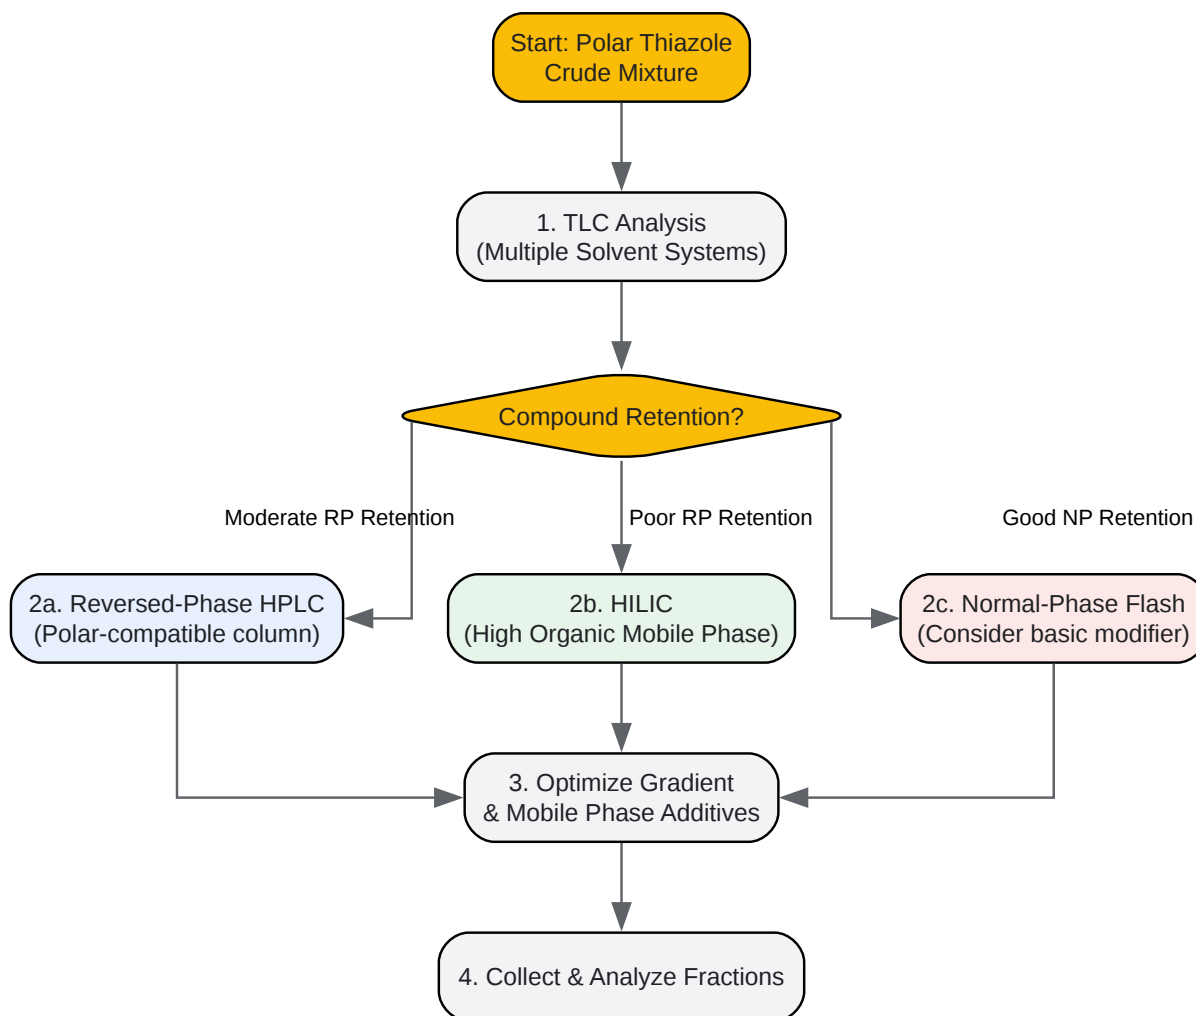 Start: Polar Thiazole
Crude Mixture
1. TLC Analysis
(Multiple Solvent Systems)
Compound Retention?
Moderate RP Retention
Poor RP Retention
Good NP Retention
2a. Reversed-Phase HPLC
(Polar-compatible column)
2b. HILIC
(High Organic Mobile Phase)
2c. Normal-Phase Flash
(Consider basic modifier)
3. Optimize Gradient
& Mobile Phase Additives
4. Collect & Analyze Fractions